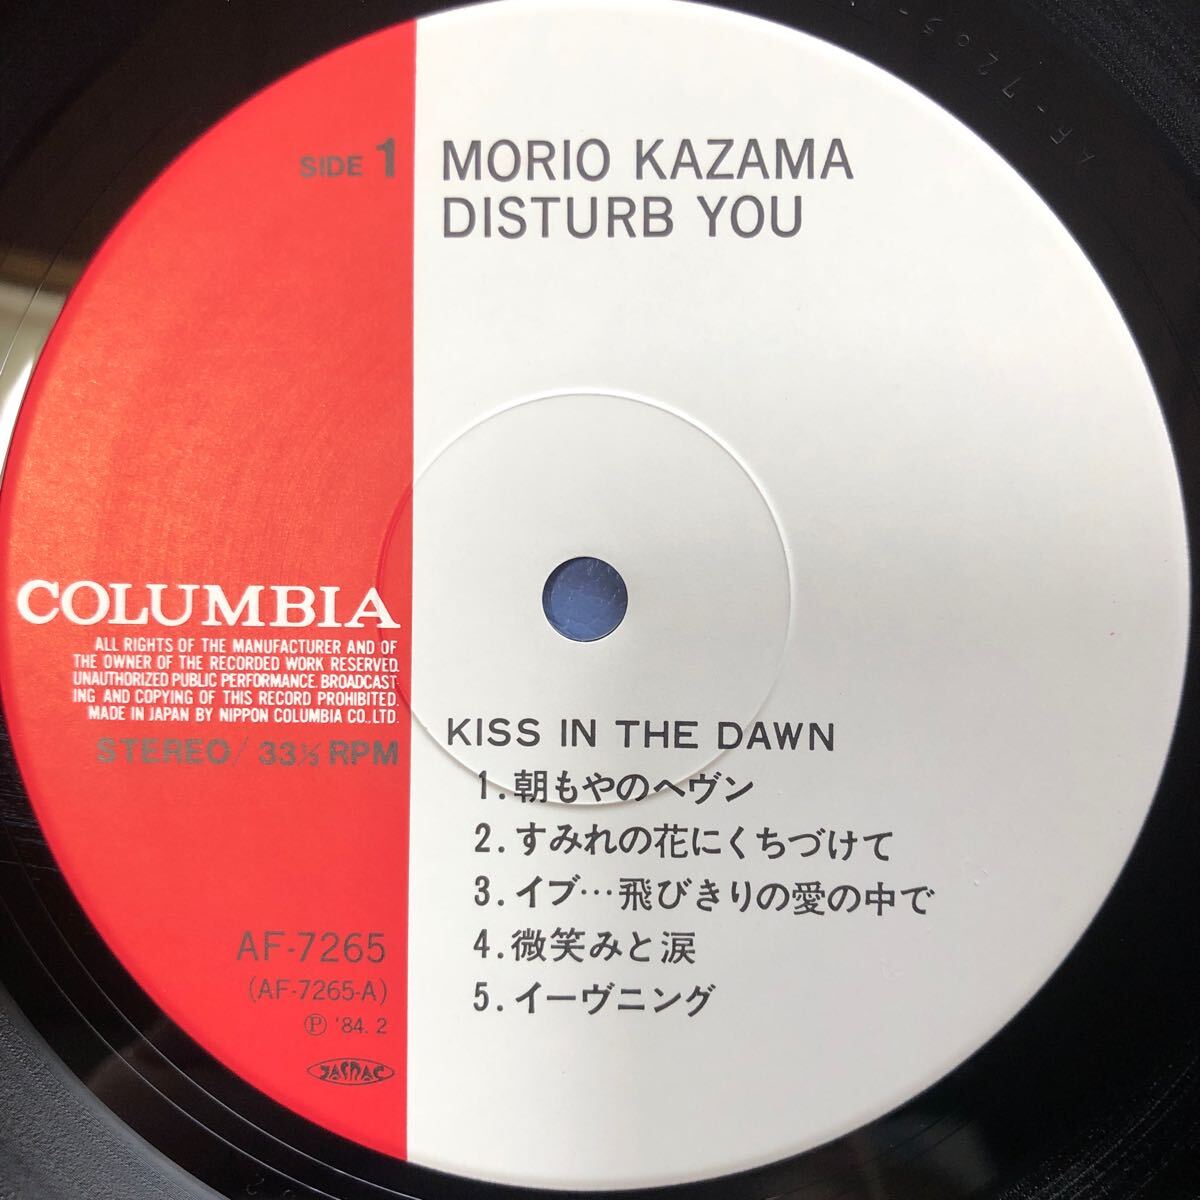 SIDE 1
MORIO KAZAMA
DISTURB YOU
COLUMBIA
ALL RIGHTS OF THE MANUFACTURER AND OF
THE OWNER OF THE RECORDED WORK RESERVED.
UNAUTHORIZED PUBLIC PERFORMANCE. BROADCAST
ING AND COPYING OF THIS RECORD PROHIBITED.
MADE IN JAPAN BY NIPPON COLUMBIA CO., LTD.
STEREO/ 33⅓ RPM
AF-7265
(AF-7265-A)
Ⓟ '84. 2
JASRAC
KISS IN THE DAWN
1.朝もやのヘヴン
2.すみれの花にくちづけて
3.イブ…飛びきりの愛の中で
4.微笑みと涙
5.イーヴニング